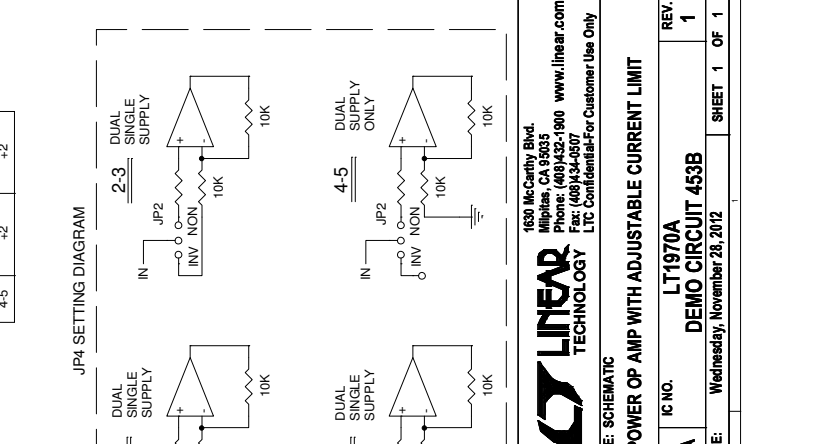 +2
+2
4-5
JP4 SETTING DIAGRAM
2-3
DUAL
SINGLE
SUPPLY
+
-
10K
10K
JP2
NON
INV
IN
4-5
DUAL
SUPPLY
ONLY
+
-
10K
10K
JP2
NON
INV
IN
DUAL
SINGLE
SUPPLY
+
-
10K
DUAL
SINGLE
SUPPLY
+
-
10K
LINEAR
TECHNOLOGY
1630 McCarthy Blvd.
Milpitas, CA 95035
Phone: (408)432-1900 www.linear.com
Fax: (408)434-0507
LTC Confidential-For Customer Use Only
E: SCHEMATIC
POWER OP AMP WITH ADJUSTABLE CURRENT LIMIT
IC NO.
LT1970A
DEMO CIRCUIT 453B
REV.
1
E:
Wednesday, November 28, 2012
SHEET 1 OF 1
1